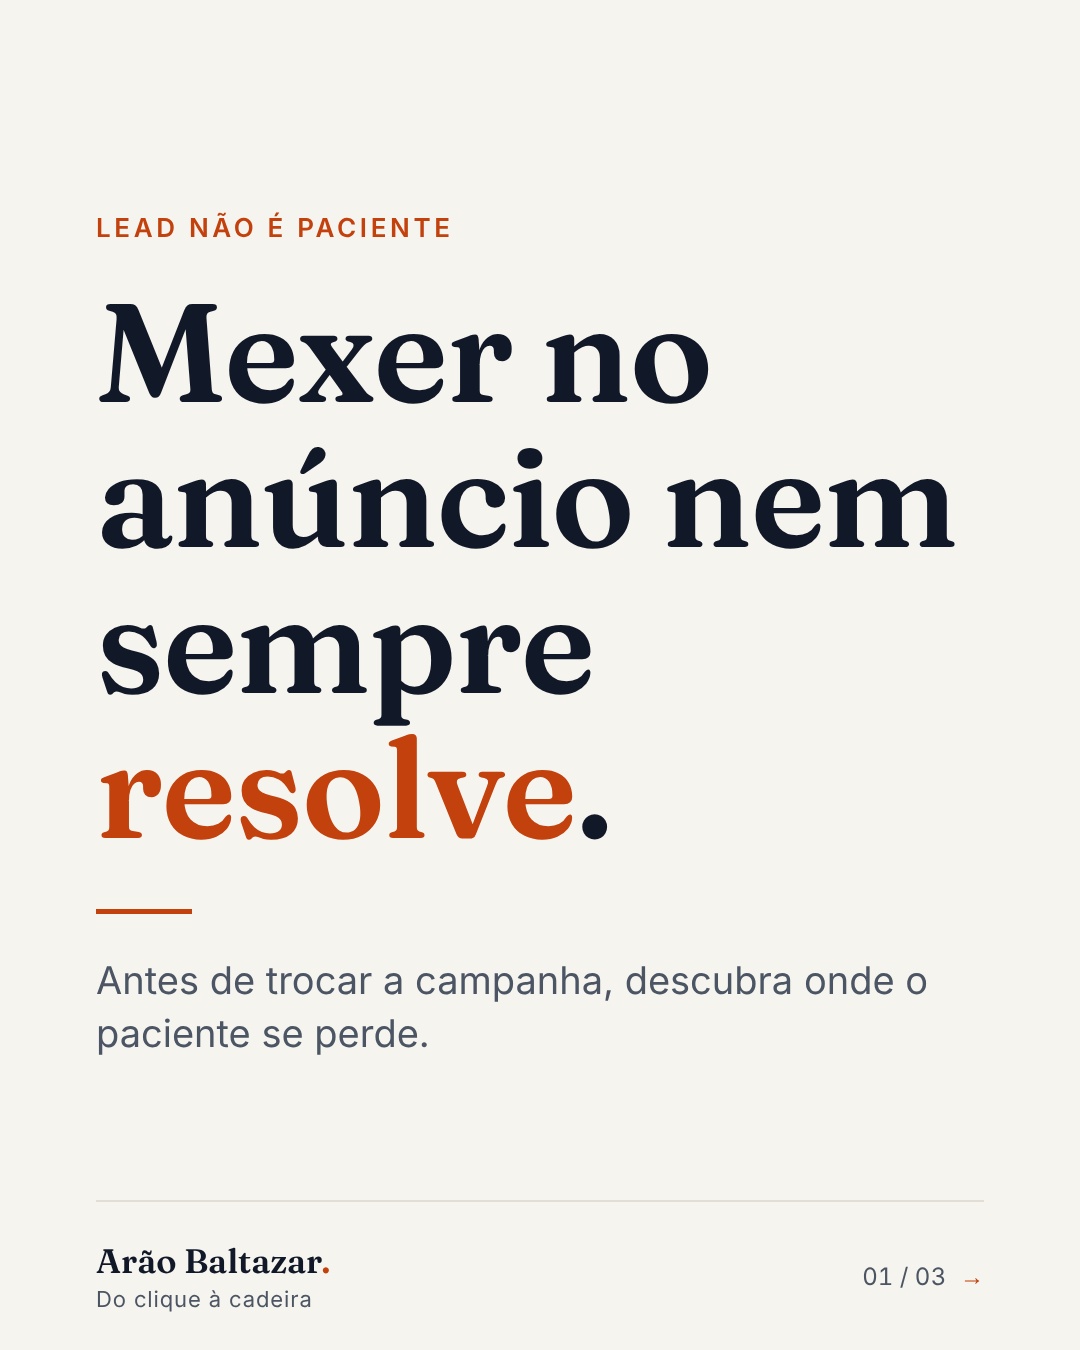 LEAD NÃO É PACIENTE
Mexer no
anúncio nem
sempre
resolve.
Antes de trocar a campanha, descubra onde o
paciente se perde.
Arão Baltazar.
Do clique à cadeira
01 / 03 →